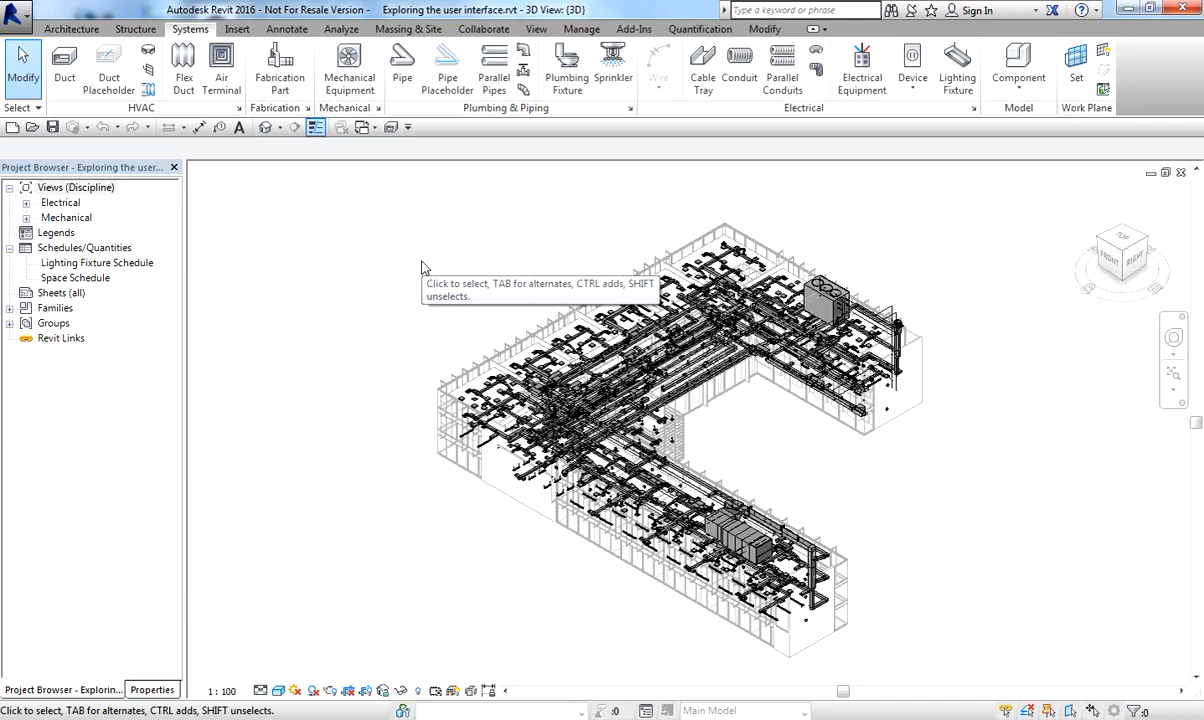 Autodesk Revit 2016 - Not For Resale Version - Exploring the user interface.rvt - 3D View: {3D}
Type a keyword or phrase
Sign In
Architecture Structure Systems Insert Annotate Analyze Massing & Site Collaborate View Manage Add-Ins Quantification Modify
Modify
Duct
Duct Placeholder
Flex Duct
Air Terminal
Fabrication Part
Mechanical Equipment
Pipe
Pipe Placeholder
Parallel Pipes
Plumbing Fixture
Sprinkler
Wire
Cable Tray
Conduit
Parallel Conduits
Electrical Equipment
Device
Lighting Fixture
Component
Set
Select HVAC Fabrication Mechanical Plumbing & Piping Electrical Model Work Plane
Project Browser - Exploring the user...
Views (Discipline)
Electrical
Mechanical
Legends
Schedules/Quantities
Lighting Fixture Schedule
Space Schedule
Sheets (all)
Families
Groups
Revit Links
Click to select, TAB for alternates, CTRL adds, SHIFT
unselects.
TOP
FRONT
RIGHT
Project Browser - Explorin... Properties
1 : 100
Click to select, TAB for alternates, CTRL adds, SHIFT unselects.
:0
Main Model
:0